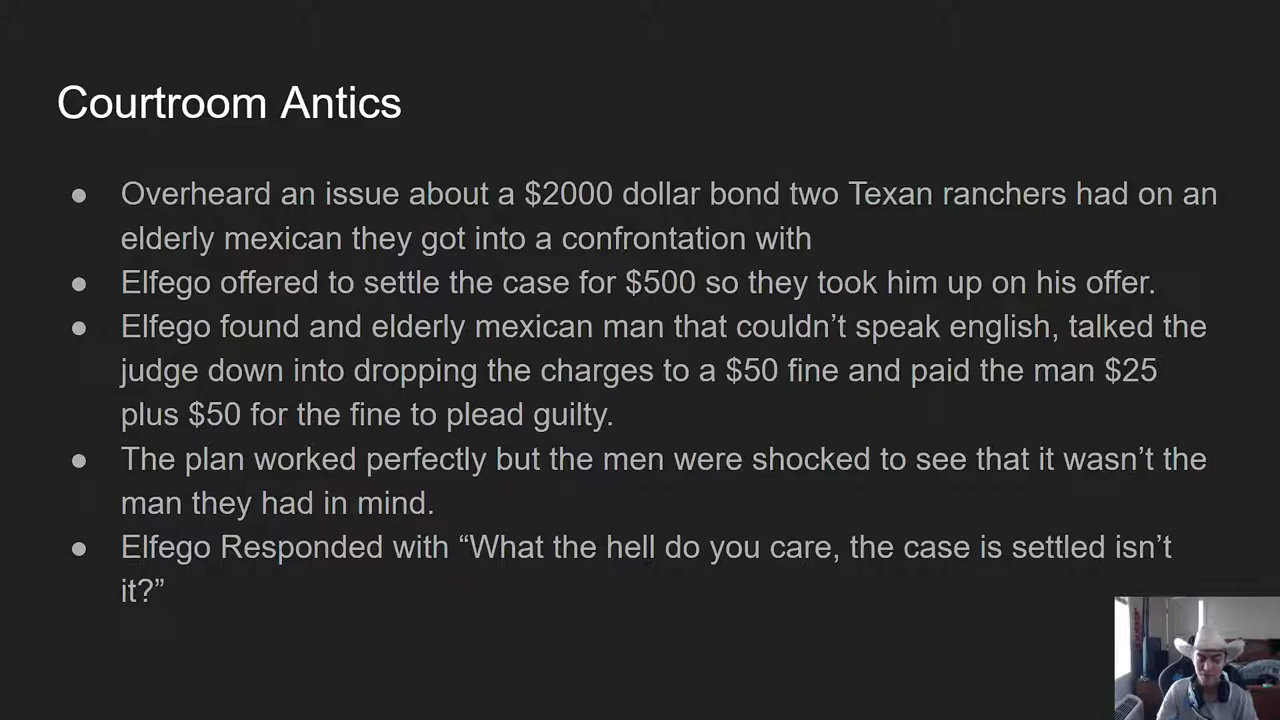 Courtroom Antics
● Overheard an issue about a $2000 dollar bond two Texan ranchers had on an
elderly mexican they got into a confrontation with
● Elfego offered to settle the case for $500 so they took him up on his offer.
● Elfego found and elderly mexican man that couldn’t speak english, talked the
judge down into dropping the charges to a $50 fine and paid the man $25
plus $50 for the fine to plead guilty.
● The plan worked perfectly but the men were shocked to see that it wasn’t the
man they had in mind.
● Elfego Responded with “What the hell do you care, the case is settled isn’t
it?”